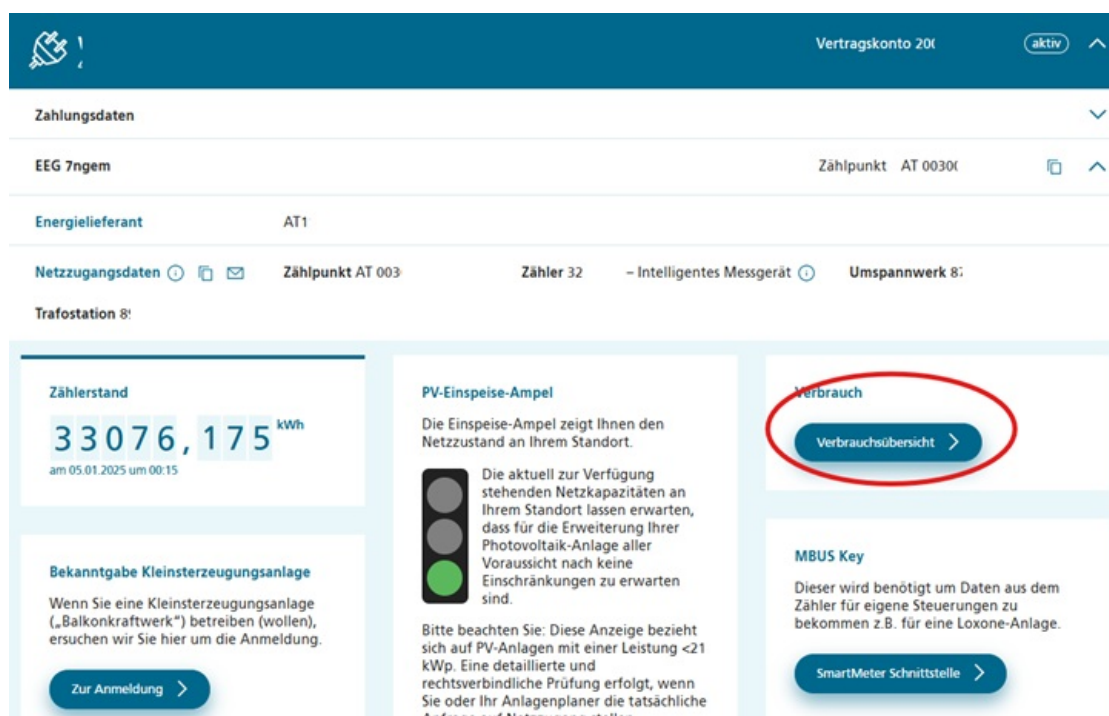 Vertragskonto 20(
aktiv
Zahlungsdaten
EEG 7ngem
Zählpunkt AT 0030(
Energielieferant
AT1
Netzzugangsdaten
Zählpunkt AT 003
Zähler 32
– Intelligentes Messgerät
Umspannwerk 8
Trafostation 8
Zählerstand
33076,175 kWh
am 05.01.2025 um 00:15
Bekanntgabe Kleinsterzeugungsanlage
Wenn Sie eine Kleinsterzeugungsanlage
(„Balkonkraftwerk“) betreiben (wollen),
ersuchen wir Sie hier um die Anmeldung.
Zur Anmeldung
PV-Einspeise-Ampel
Die Einspeise-Ampel zeigt Ihnen den
Netzzustand an Ihrem Standort.
Die aktuell zur Verfügung
stehenden Netzkapazitäten an
Ihrem Standort lassen erwarten,
dass für die Erweiterung Ihrer
Photovoltaik-Anlage aller
Voraussicht nach keine
Einschränkungen zu erwarten
sind.
Bitte beachten Sie: Diese Anzeige bezieht
sich auf PV-Anlagen mit einer Leistung <21
kWp. Eine detaillierte und
rechtsverbindliche Prüfung erfolgt, wenn
Sie oder Ihr Anlagenplaner die tatsächliche
Anfrage auf Netzzugang stellen
Verbrauch
Verbrauchsübersicht
MBUS Key
Dieser wird benötigt um Daten aus dem
Zähler für eigene Steuerungen zu
bekommen z.B. für eine Loxone-Anlage.
SmartMeter Schnittstelle